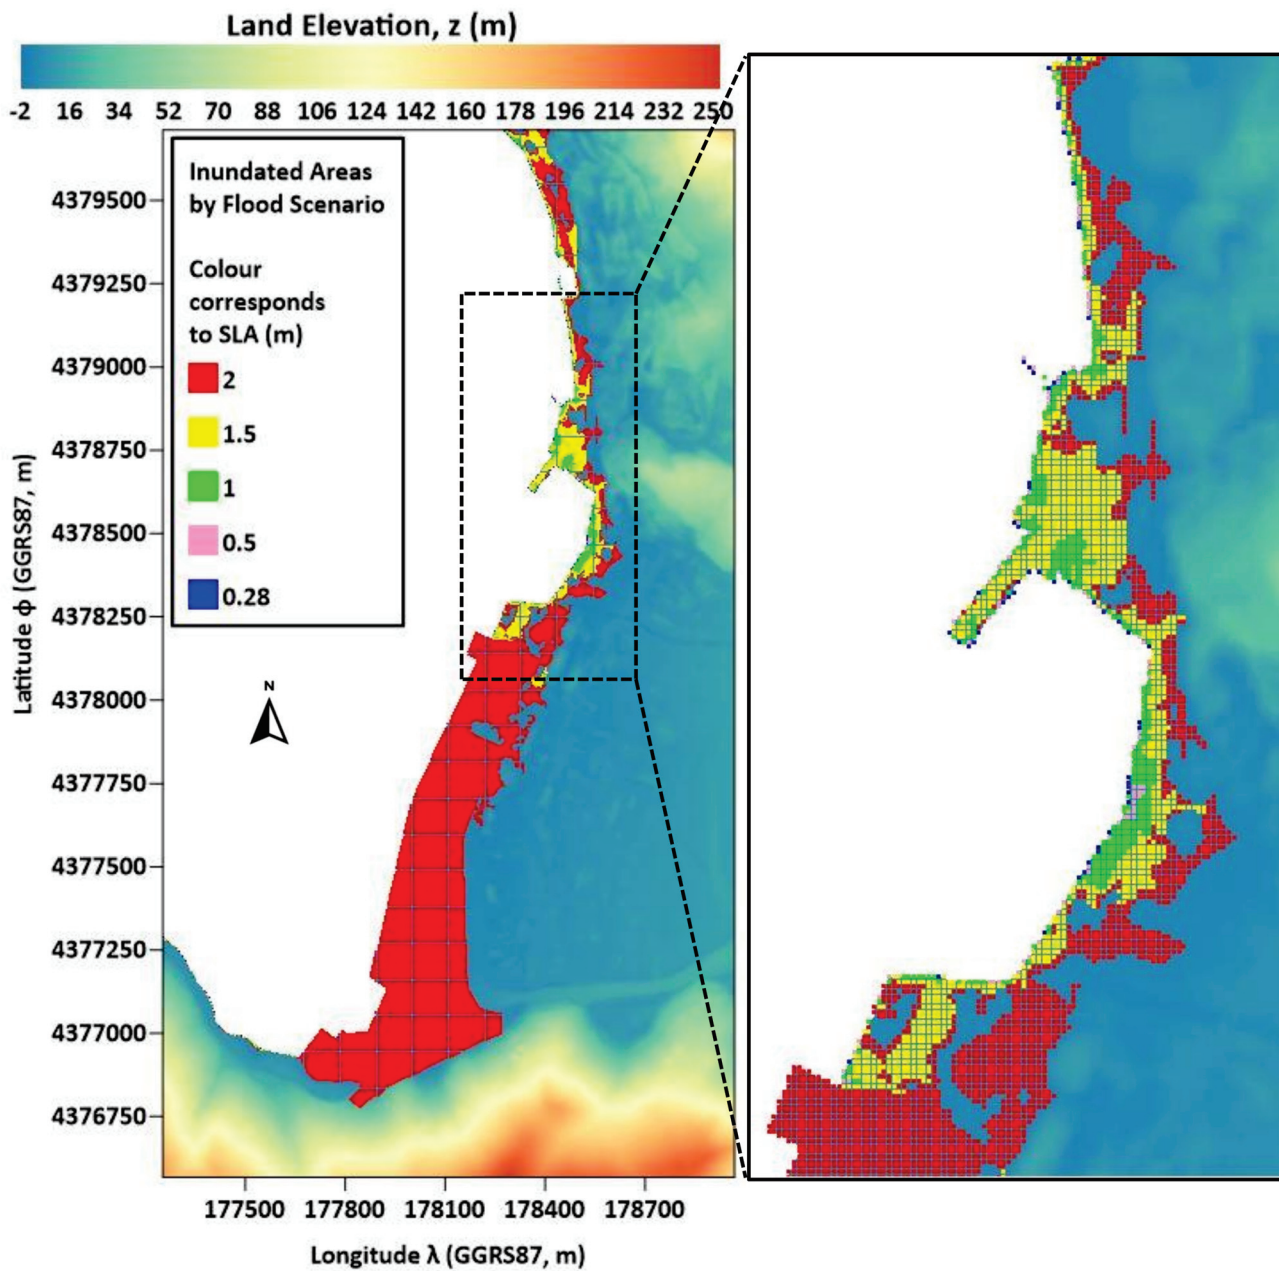 Land Elevation, z (m)
-2 16 34 52 70 88 106 124 142 160 178 196 214 232 250
Inundated Areas
by Flood Scenario
Colour
corresponds
to SLA (m)
2
1.5
1
0.5
0.28
N
Latitude ϕ (GGRS87, m)
4379500
4379250
4379000
4378750
4378500
4378250
4378000
4377750
4377500
4377250
4377000
4376750
177500 177800 178100 178400 178700
Longitude λ (GGRS87, m)